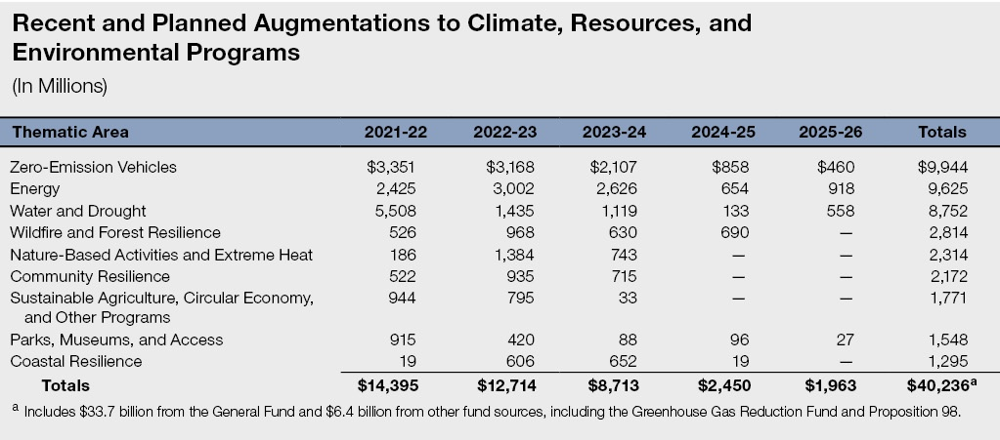 Recent and Planned Augmentations to Climate, Resources, and
Environmental Programs
(In Millions)
Thematic Area 2021-22 2022-23 2023-24 2024-25 2025-26 Totals
Zero-Emission Vehicles $3,351 $3,168 $2,107 $858 $460 $9,944
Energy 2,425 3,002 2,626 654 918 9,625
Water and Drought 5,508 1,435 1,119 133 558 8,752
Wildfire and Forest Resilience 526 968 630 690 — 2,814
Nature-Based Activities and Extreme Heat 186 1,384 743 — — 2,314
Community Resilience 522 935 715 — — 2,172
Sustainable Agriculture, Circular Economy, 944 795 33 — — 1,771
and Other Programs
Parks, Museums, and Access 915 420 88 96 27 1,548
Coastal Resilience 19 606 652 19 — 1,295
Totals $14,395 $12,714 $8,713 $2,450 $1,963 $40,236a
a Includes $33.7 billion from the General Fund and $6.4 billion from other fund sources, including the Greenhouse Gas Reduction Fund and Proposition 98.